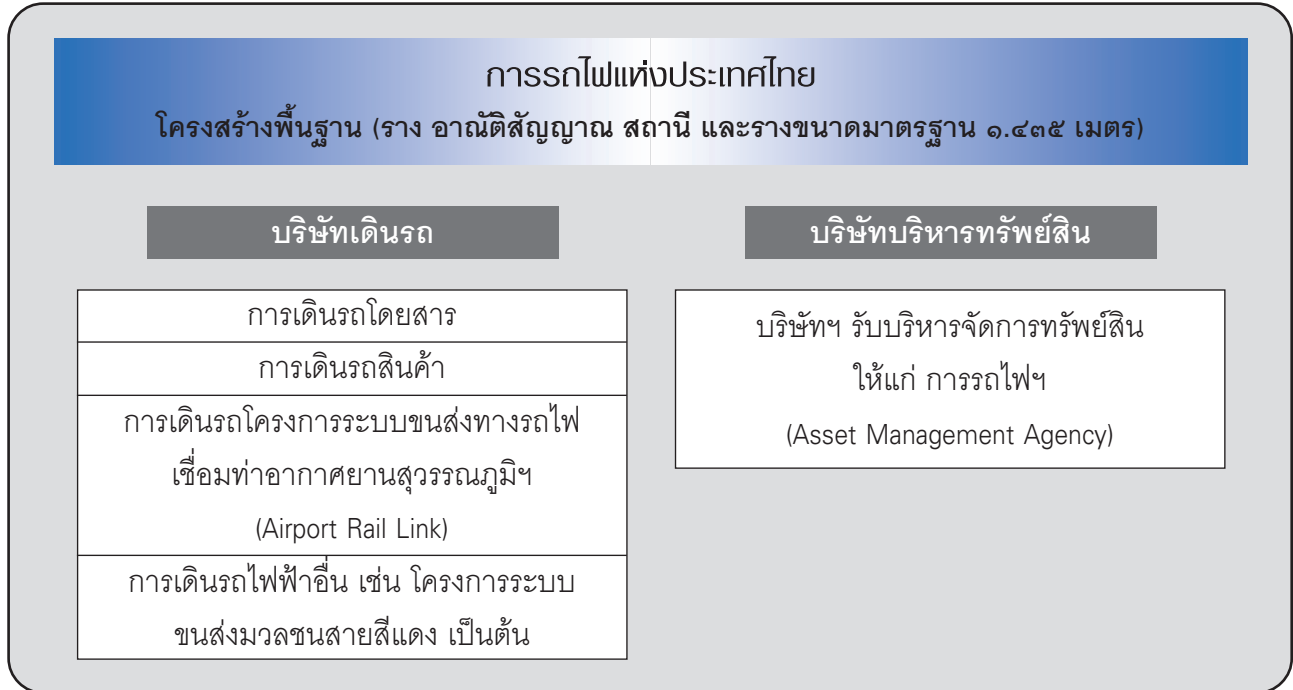 การรถไฟแห่งประเทศไทย
โครงสร้างพื้นฐาน (ราง อาณัติสัญญาณ สถานี และรางขนาดมาตรฐาน ๑.๔๓๕ เมตร)
บริษัทเดินรถ
การเดินรถโดยสาร
การเดินรถสินค้า
การเดินรถโครงการระบบขนส่งทางรถไฟ
เชื่อมท่าอากาศยานสุวรรณภูมิฯ
(Airport Rail Link)
การเดินรถไฟฟ้าอื่น เช่น โครงการระบบ
ขนส่งมวลชนสายสีแดง เป็นต้น
บริษัทบริหารทรัพย์สิน
บริษัทฯ รับบริหารจัดการทรัพย์สิน
ให้แก่ การรถไฟฯ
(Asset Management Agency)